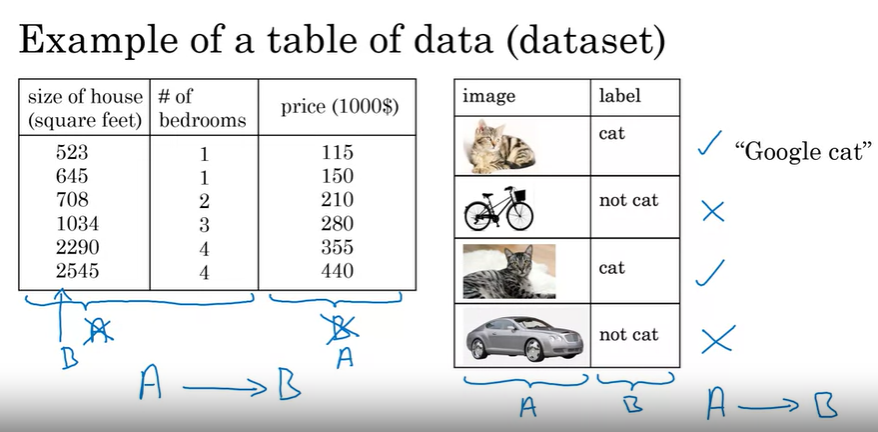 Example of a table of data (dataset)
size of house (square feet) | # of bedrooms | price (1000$)
523 | 1 | 115
645 | 1 | 150
708 | 2 | 210
1034 | 3 | 280
2290 | 4 | 355
2545 | 4 | 440
A B
B A
A → B
image | label
cat
not cat
cat
not cat
✓ "Google cat"
✗
✓
✗
A B A → B